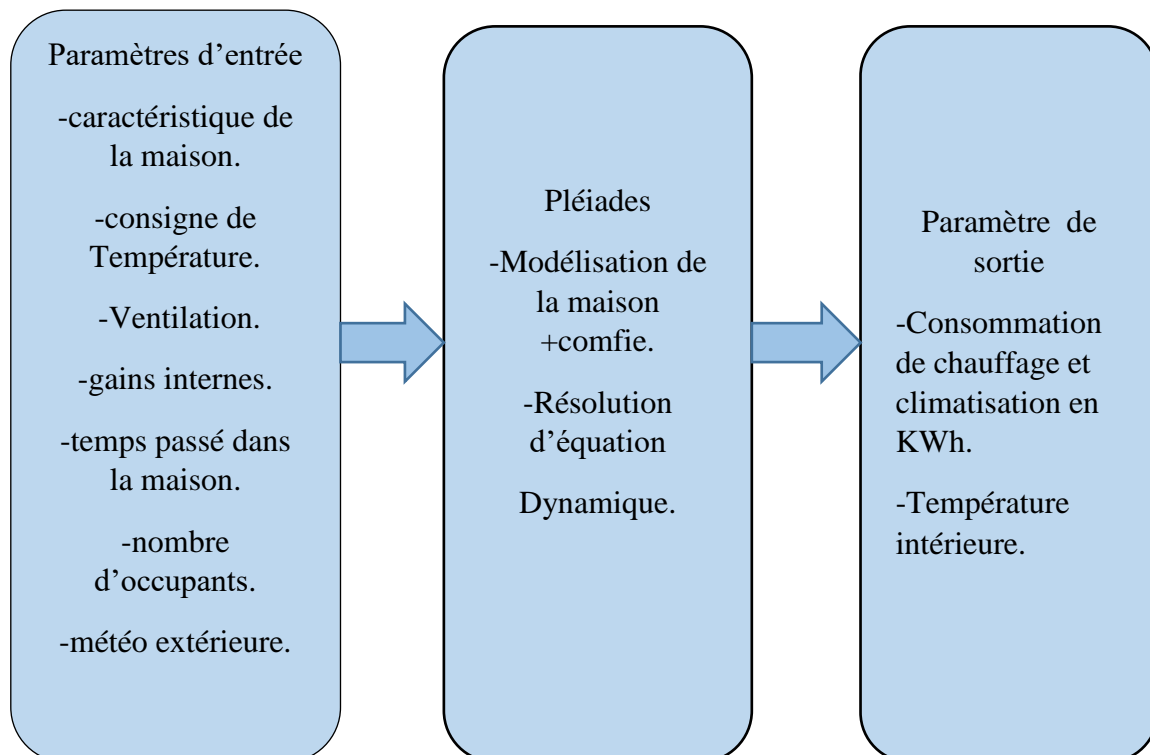 Paramètres d’entrée
-caractéristique de
la maison.
-consigne de
Température.
-Ventilation.
-gains internes.
-temps passé dans
la maison.
-nombre
d’occupants.
-météo extérieure.
Pléiades
-Modélisation de
la maison
+comfie.
-Résolution
d’équation
Dynamique.
Paramètre de
sortie
-Consommation
de chauffage et
climatisation en
KWh.
-Température
intérieure.